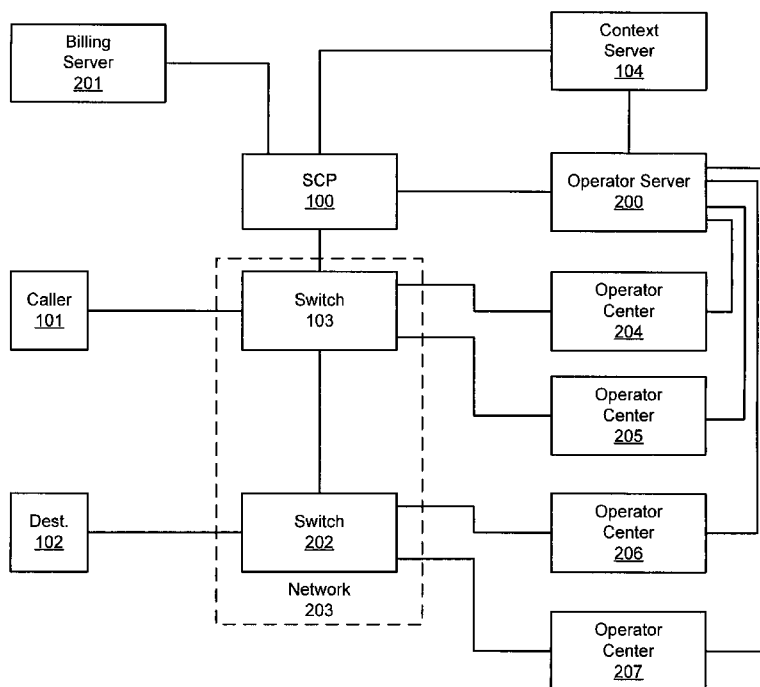 Billing
Server
201
Context
Server
104
SCP
100
Operator Server
200
Caller
101
Switch
103
Operator
Center
204
Operator
Center
205
Dest.
102
Switch
202
Operator
Center
206
Network
203
Operator
Center
207